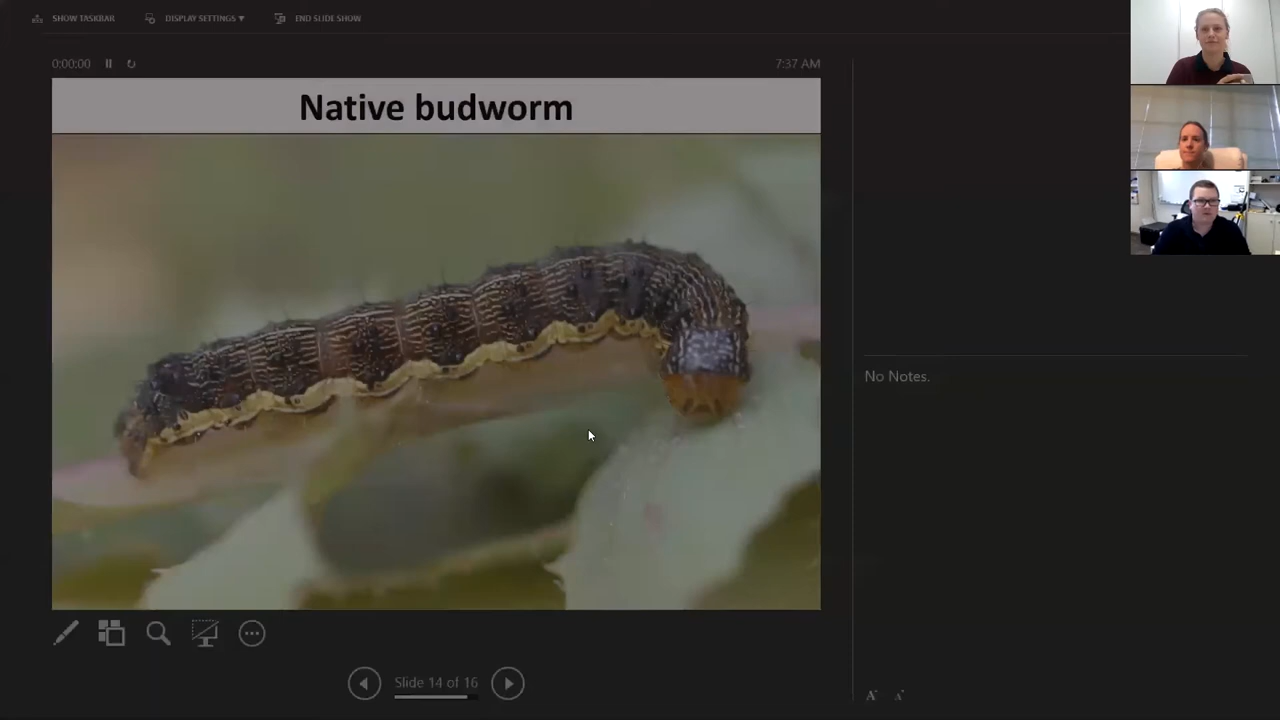 SHOW TASKBAR DISPLAY SETTINGS ▼ END SLIDE SHOW
0:00:00 7:37 AM
Native budworm
No Notes.
Slide 14 of 16
A A